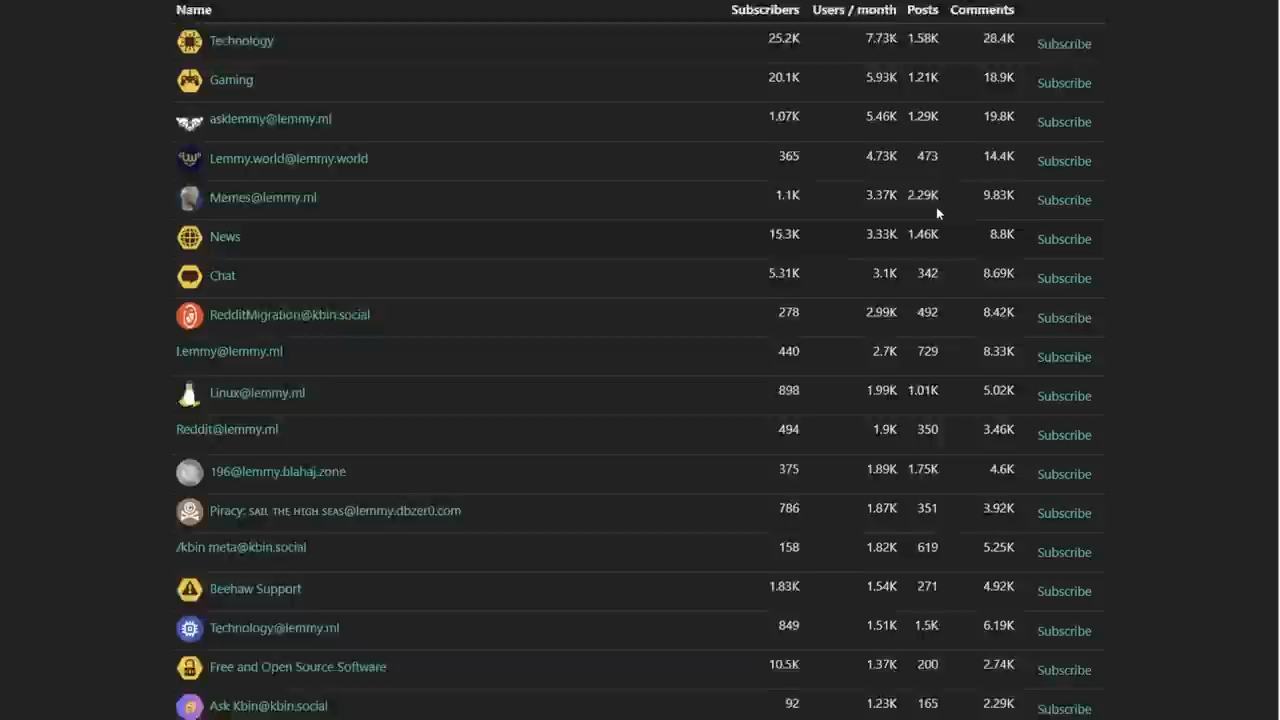 Name Subscribers Users / month Posts Comments
Technology 25.2K 7.73K 1.58K 28.4K Subscribe
Gaming 20.1K 5.93K 1.21K 18.9K Subscribe
asklemmy@lemmy.ml 1.07K 5.46K 1.29K 19.8K Subscribe
Lemmy.world@lemmy.world 365 4.73K 473 14.4K Subscribe
Memes@lemmy.ml 1.1K 3.37K 2.29K 9.83K Subscribe
News 15.3K 3.33K 1.46K 8.8K Subscribe
Chat 5.31K 3.1K 342 8.69K Subscribe
RedditMigration@kbin.social 278 2.99K 492 8.42K Subscribe
Lemmy@lemmy.ml 440 2.7K 729 8.33K Subscribe
Linux@lemmy.ml 898 1.99K 1.01K 5.02K Subscribe
Reddit@lemmy.ml 494 1.9K 350 3.46K Subscribe
196@lemmy.blahaj.zone 375 1.89K 1.75K 4.6K Subscribe
Piracy: ꜱᴀɪʟ ᴛʜᴇ ʜɪɢʜ ꜱᴇᴀꜱ@lemmy.dbzer0.com 786 1.87K 351 3.92K Subscribe
/kbin meta@kbin.social 158 1.82K 619 5.25K Subscribe
Beehaw Support 1.83K 1.54K 271 4.92K Subscribe
Technology@lemmy.ml 849 1.51K 1.5K 6.19K Subscribe
Free and Open Source Software 10.5K 1.37K 200 2.74K Subscribe
Ask Kbin@kbin.social 92 1.23K 165 2.29K Subscribe